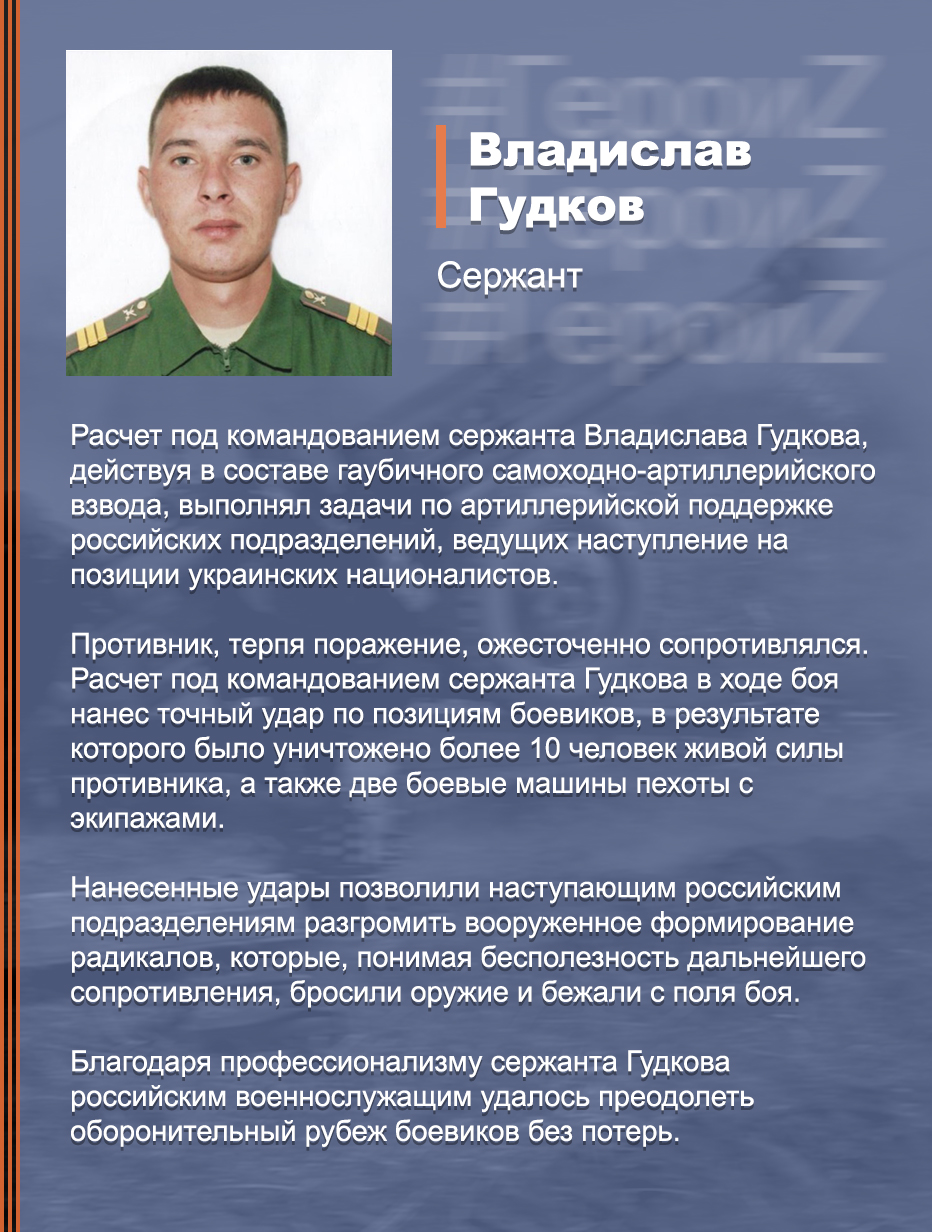 #ГероиZ
Владислав
#ГероиZ
Гудков
Сержант
#ГероиZ
Расчет под командованием сержанта Владислава Гудкова,
действуя в составе гаубичного самоходно-артиллерийского
взвода, выполнял задачи по артиллерийской поддержке
российских подразделений, ведущих наступление на
позиции украинских националистов.
Противник, терпя поражение, ожесточенно сопротивлялся.
Расчет под командованием сержанта Гудкова в ходе боя
нанес точный удар по позициям боевиков, в результате
которого было уничтожено более 10 человек живой силы
противника, а также две боевые машины пехоты с
экипажами.
Нанесенные удары позволили наступающим российским
подразделениям разгромить вооруженное формирование
радикалов, которые, понимая бесполезность дальнейшего
сопротивления, бросили оружие и бежали с поля боя.
Благодаря профессионализму сержанта Гудкова
российским военнослужащим удалось преодолеть
оборонительный рубеж боевиков без потерь.